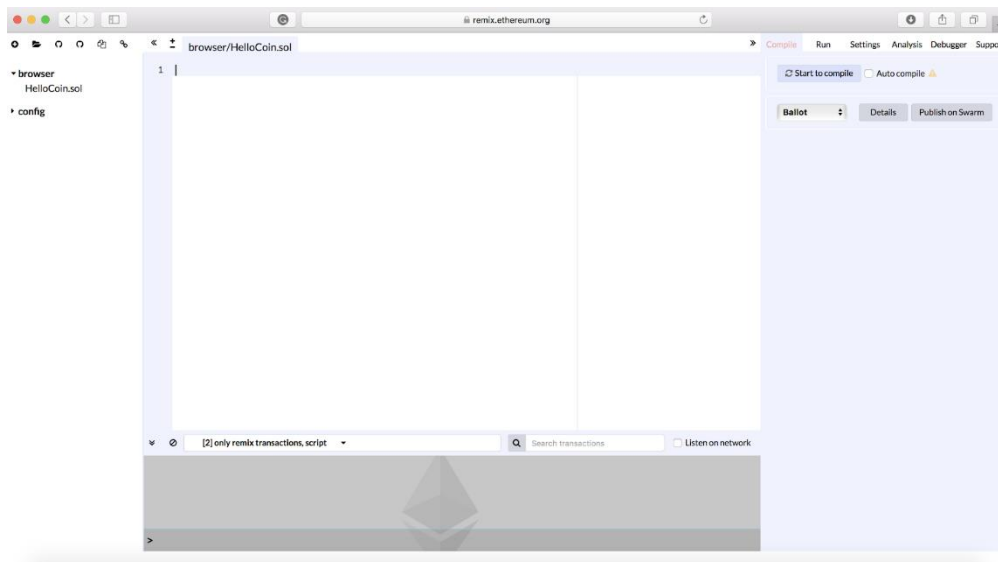 remix.ethereum.org
browser/HelloCoin.sol
Compile Run Settings Analysis Debugger Suppo
browser
HelloCoin.sol
config
1
Start to compile Auto compile
Ballot Details Publish on Swarm
[2] only remix transactions, script Search transactions Listen on network
>